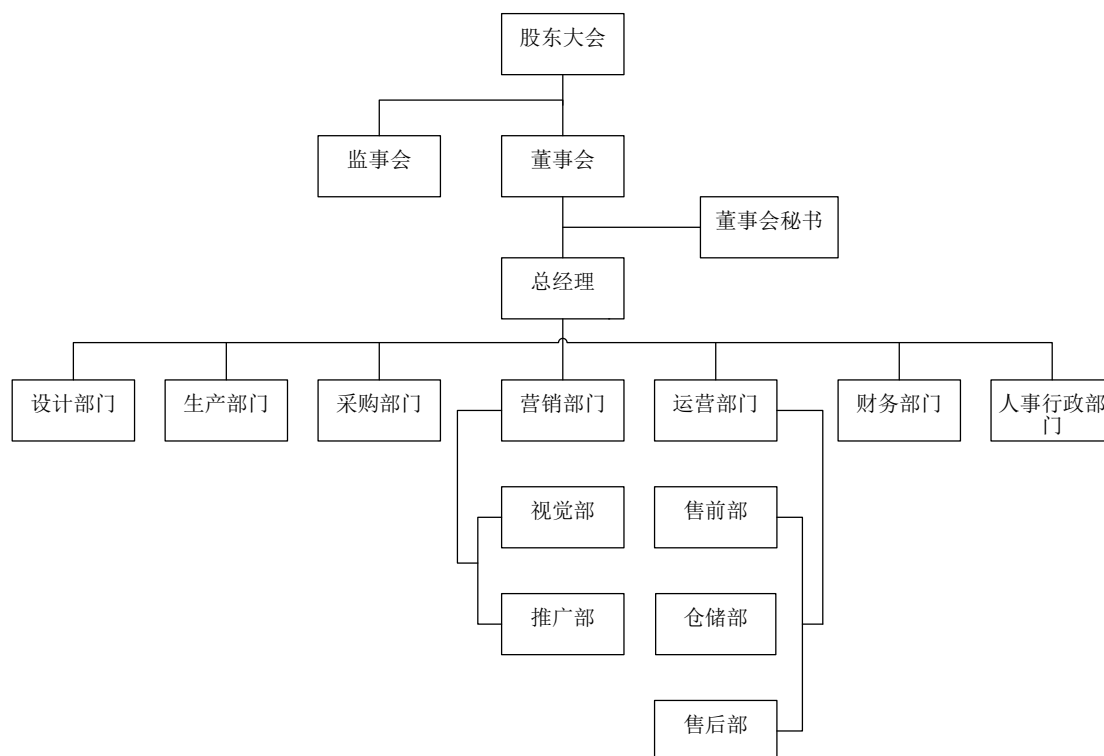 股东大会
监事会
董事会
董事会秘书
总经理
设计部门
生产部门
采购部门
营销部门
运营部门
财务部门
人事行政部
门
视觉部
售前部
推广部
仓储部
售后部